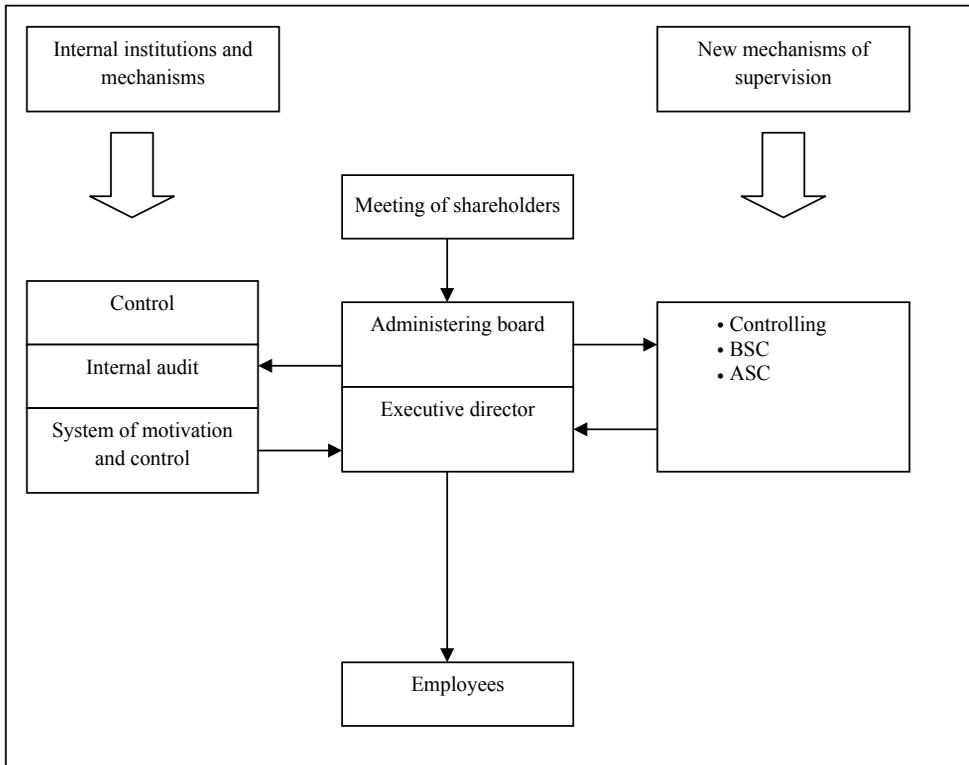 Internal institutions and
mechanisms
New mechanisms of
supervision
Meeting of shareholders
Control
Internal audit
System of motivation
and control
Administering board
Executive director
• Controlling
• BSC
• ASC
Employees